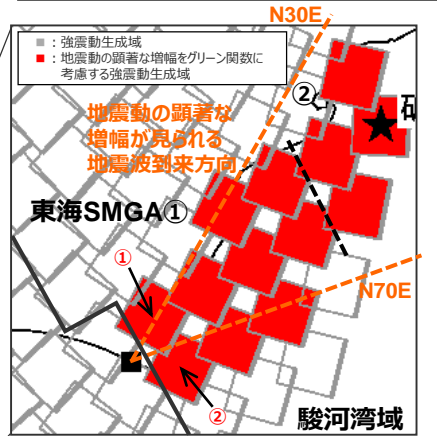 N30E
■：強震動生成域
■：地震動の顕著な増幅をグリーン関数に
考慮する強震動生成域
②
地震動の顕著な
増幅が見られる
地震波到来方向
東海SMGA①
①
N70E
②
駿河湾域